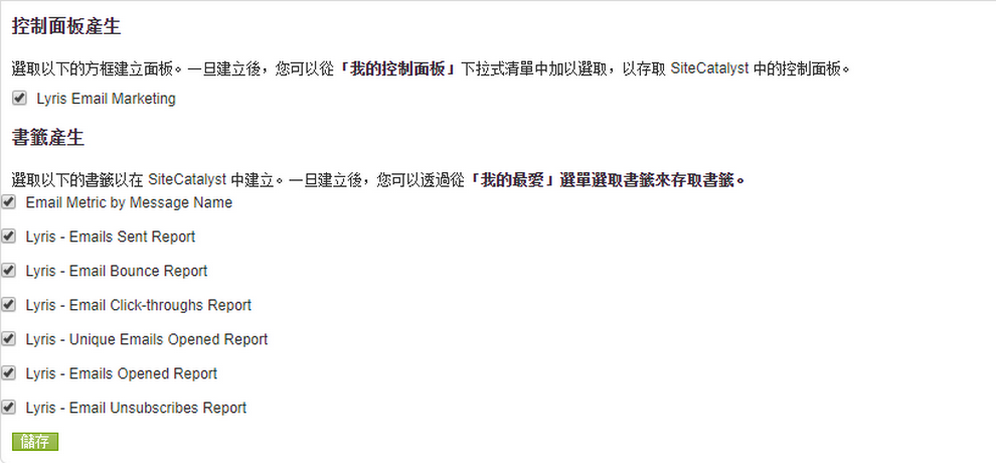 控制面板產生
選取以下的方框建立面板。一旦建立後，您可以從「我的控制面板」下拉式清單中加以選取，以存取 SiteCatalyst 中的控制面板。
Lyris Email Marketing
書籤產生
選取以下的書籤以在 SiteCatalyst 中建立。一旦建立後，您可以透過從「我的最愛」選單選取書籤來存取書籤。
Email Metric by Message Name
Lyris - Emails Sent Report
Lyris - Email Bounce Report
Lyris - Email Click-throughs Report
Lyris - Unique Emails Opened Report
Lyris - Emails Opened Report
Lyris - Email Unsubscribes Report
儲存